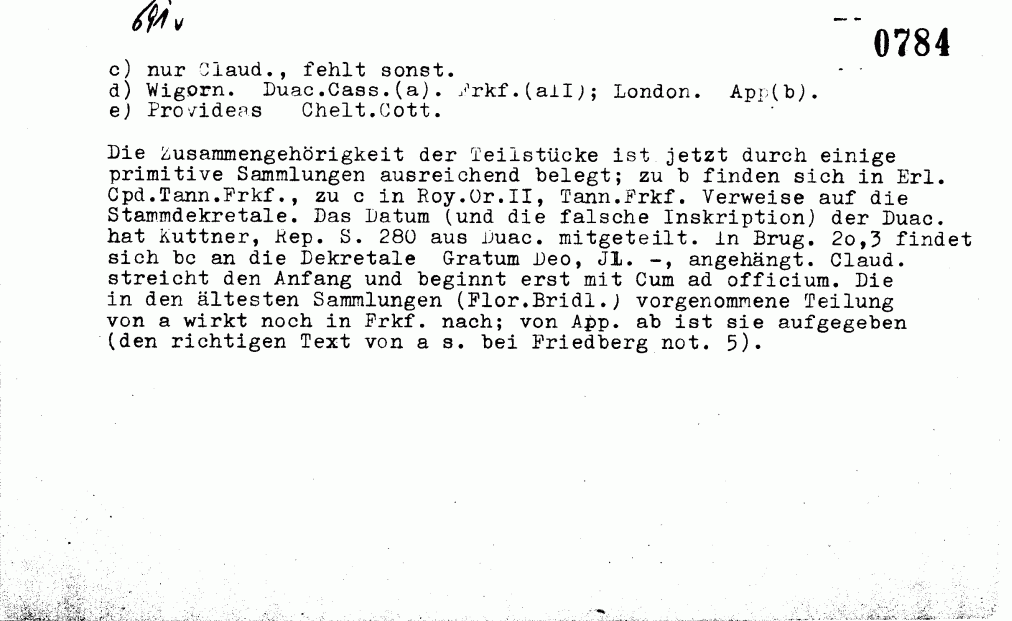 691v
0784
c) nur Claud., fehlt sonst.
d) Wigorn. Duac.Cass.(a). Frkf.(aII); London. App(b).
e) Provideas Chelt.Cott.
Die Zusammengehörigkeit der Teilstücke ist jetzt durch einige
primitive Sammlungen ausreichend belegt; zu b finden sich in Erl.
Cpd.Tann.Frkf., zu c in Roy.Or.II, Tann.Frkf. Verweise auf die
Stammdekretale. Das Datum (und die falsche Inskription) der Duac.
hat Kuttner, Rep. S. 280 aus Duac. mitgeteilt. In Brug. 2o,3 findet
sich bc an die Dekretale Gratum Deo, JL. -, angehängt. Claud.
streicht den Anfang und beginnt erst mit Cum ad officium. Die
in den ältesten Sammlungen (Flor.Bridl.) vorgenommene Teilung
von a wirkt noch in Frkf. nach; von App. ab ist sie aufgegeben
(den richtigen Text von a s. bei Friedberg not. 5).